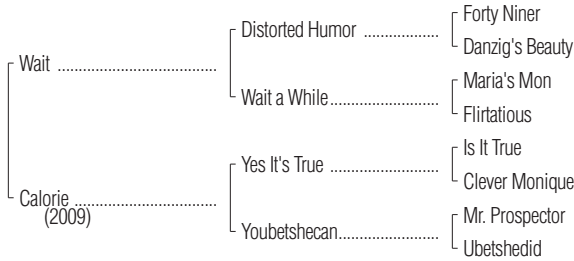 Forty Niner
Distorted Humor ..................
Danzig's Beauty
Wait ......................................
Maria's Mon
Wait a While..........................
Flirtatious
Is It True
Yes It's True ..........................
Clever Monique
Calorie ..................................
(2009)
Mr. Prospector
Youbetshecan........................
Ubetshedid